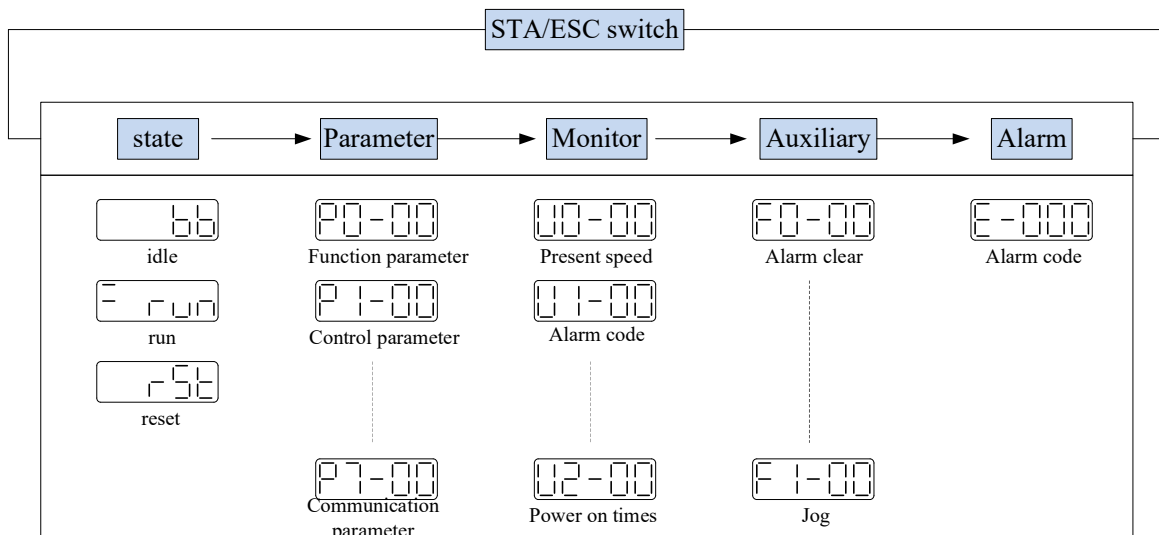 STA/ESC switch
state
Parameter
Monitor
Auxiliary
Alarm
bb
P0-00
U0-00
F0-00
E-000
idle
Function parameter
Present speed
Alarm clear
Alarm code
run
P1-00
U1-00
run
Control parameter
Alarm code
rSt
reset
P7-00
U2-00
F1-00
Communication
parameter
Power on times
Jog